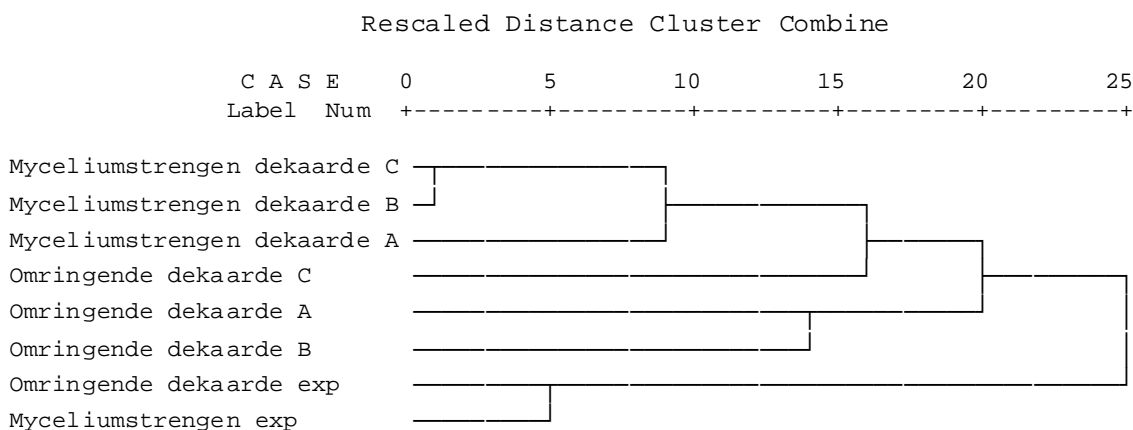 Rescaled Distance Cluster Combine
C A S E 0 5 10 15 20 25
Label Num +---------+---------+---------+---------+---------+
Myceliumstrengen dekaarde C
Myceliumstrengen dekaarde B
Myceliumstrengen dekaarde A
Omringende dekaarde C
Omringende dekaarde A
Omringende dekaarde B
Omringende dekaarde exp
Myceliumstrengen exp